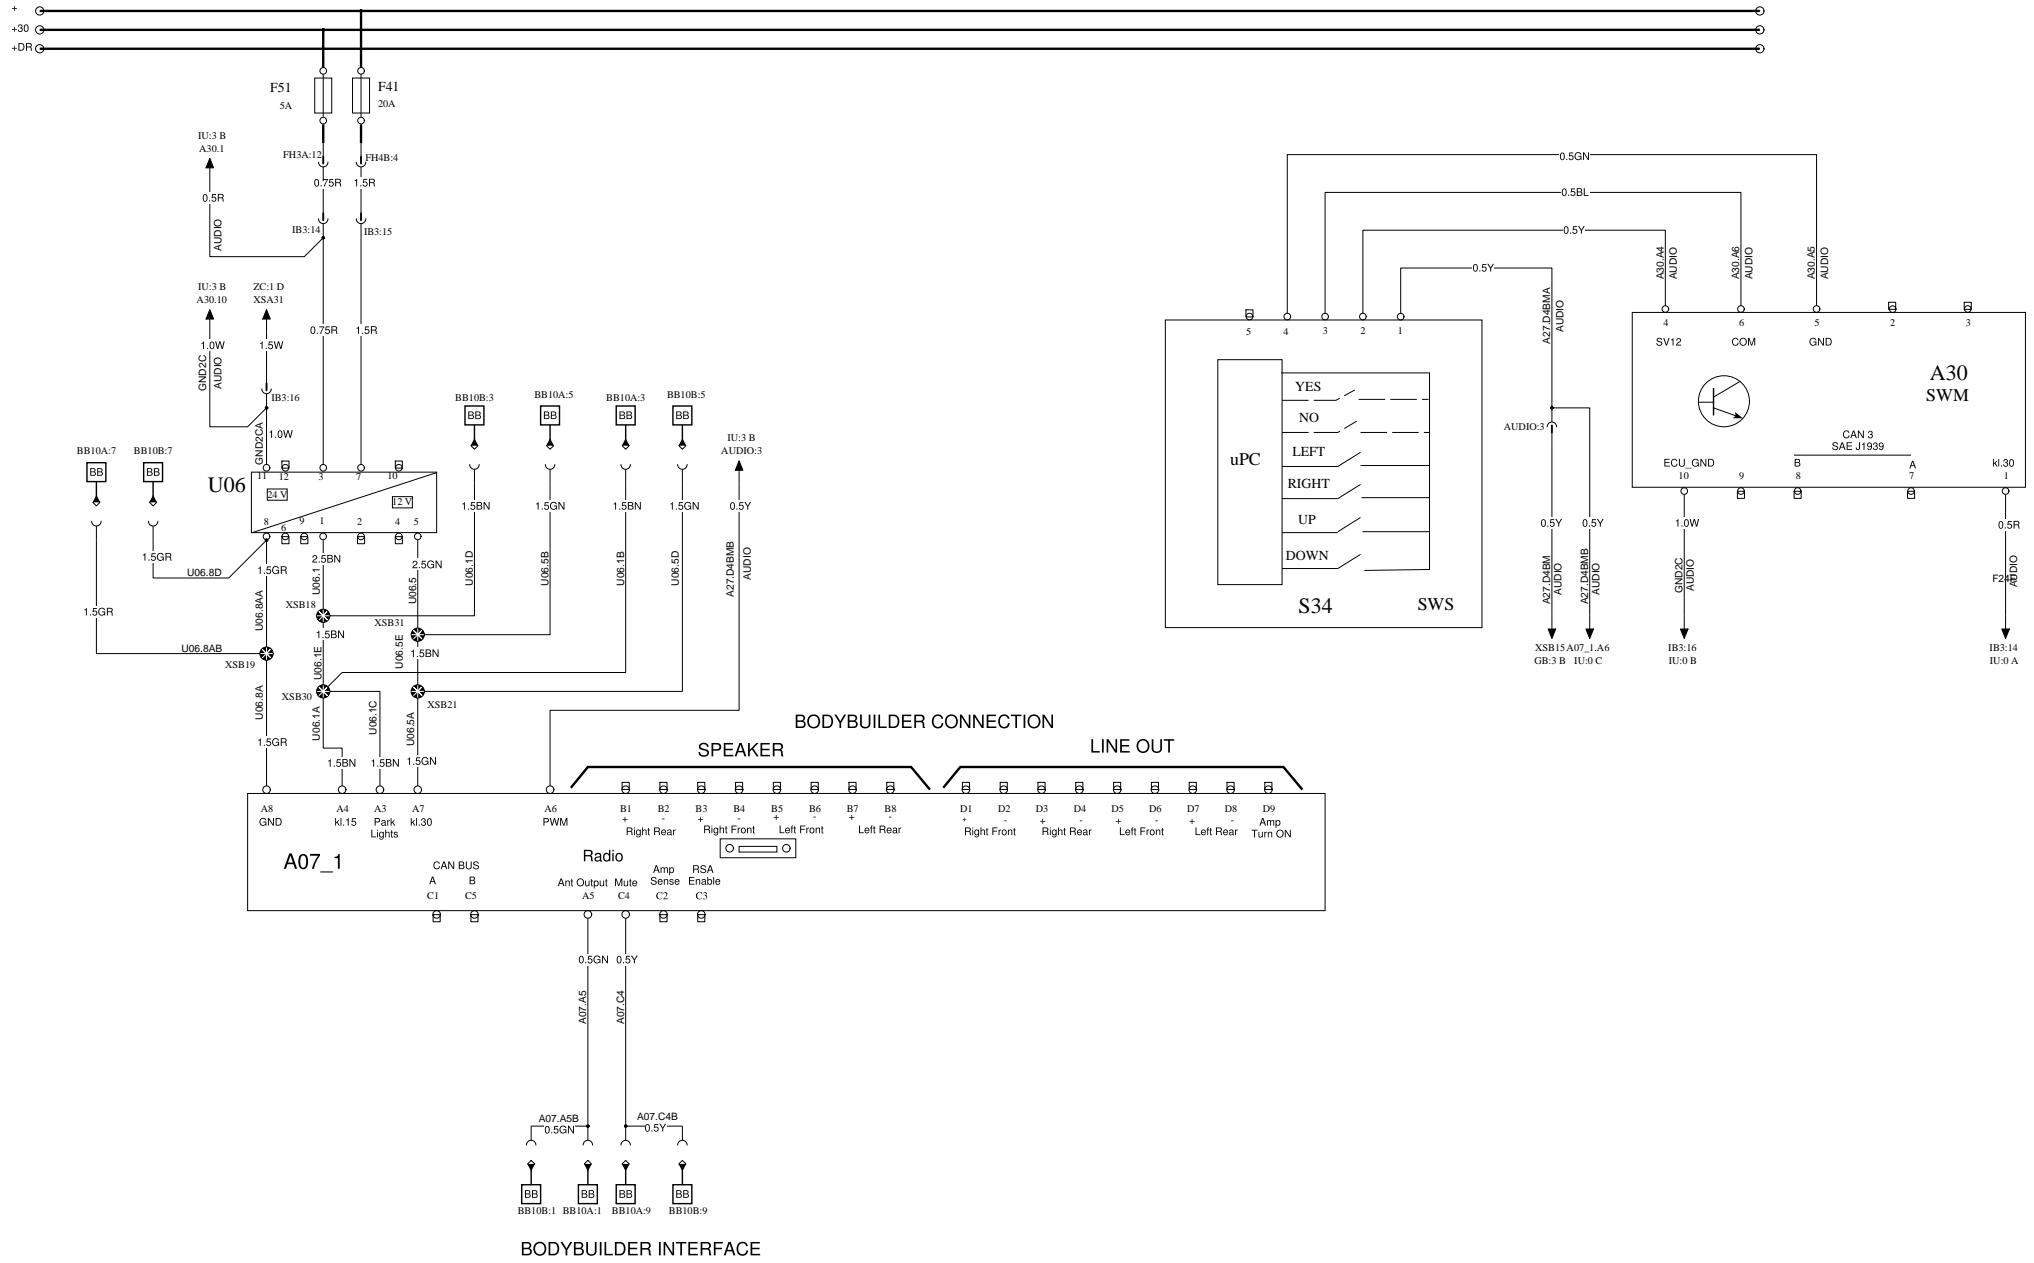 +
+30
+DR
F51
5A
F41
20A
IU:3 B
A30.1
FH3A:12
FH4B:4
0.75R
1.5R
0.5R
AUDIO
IB3:14
IB3:15
IU:3 B
A30.10
ZC:1 D
XSA31
0.75R
1.5R
1.0W
1.5W
GND2C
AUDIO
IB3:16
GND2CA
1.0W
BB10A:7
BB10B:7
BB
BB
BB10B:3
BB10A:5
BB10A:3
BB10B:5
BB
BB
BB
BB
IU:3 B
AUDIO:3
U06
11
12
3
7
10
24 V
12 V
8
6
9
1
2
4
5
1.5BN
1.5GN
1.5BN
1.5GN
0.5Y
1.5GR
U06.8D
1.5GR
2.5BN
2.5GN
U06.1
U06.5
U06.1D
U06.5B
U06.1B
U06.5D
A27.D4BMB
AUDIO
1.5GR
U06.8AA
XSB18
XSB31
1.5BN
U06.8AB
XSB19
U06.1E
U06.5E
1.5BN
XSB30
XSB21
U06.8A
U06.1A
U06.1C
U06.5A
1.5GR
1.5BN
1.5BN
1.5GN
0.5GN
0.5BL
0.5Y
0.5Y
A30.A4
AUDIO
A30.A6
AUDIO
A30.A5
AUDIO
A27.D4BMA
AUDIO
5
4
3
2
1
uPC
YES
NO
LEFT
RIGHT
UP
DOWN
S34
SWS
AUDIO:3
4
6
5
2
3
SV12
COM
GND
A30
SWM
CAN 3
SAE J1939
ECU_GND
B
A
kl.30
10
9
8
7
1
0.5Y
0.5Y
1.0W
0.5R
A27.D4BM
AUDIO
A27.D4BMB
AUDIO
GND2C
AUDIO
AUDIO
XSB15
GB:3 B
A07_1.A6
IU:0 C
IB3:16
IU:0 B
IB3:14
IU:0 A
BODYBUILDER CONNECTION
SPEAKER
LINE OUT
A8
A4
A3
A7
A6
B1
B2
B3
B4
B5
B6
B7
B8
D1
D2
D3
D4
D5
D6
D7
D8
D9
GND
kl.15
Park
Lights
kl.30
PWM
+
-
+
-
+
-
+
-
+
-
+
-
+
-
+
-
Right Rear
Right Front
Left Front
Left Rear
Right Front
Right Rear
Left Front
Left Rear
Amp
Turn ON
A07_1
CAN BUS
A
B
C1
C5
Radio
Ant Output
A5
Mute
C4
Amp
Sense
C2
RSA
Enable
C3
0.5GN
0.5Y
A07.A5
A07.C4
A07.A5B
0.5GN
A07.C4B
0.5Y
BB
BB
BB
BB
BB10B:1
BB10A:1
BB10A:9
BB10B:9
BODYBUILDER INTERFACE